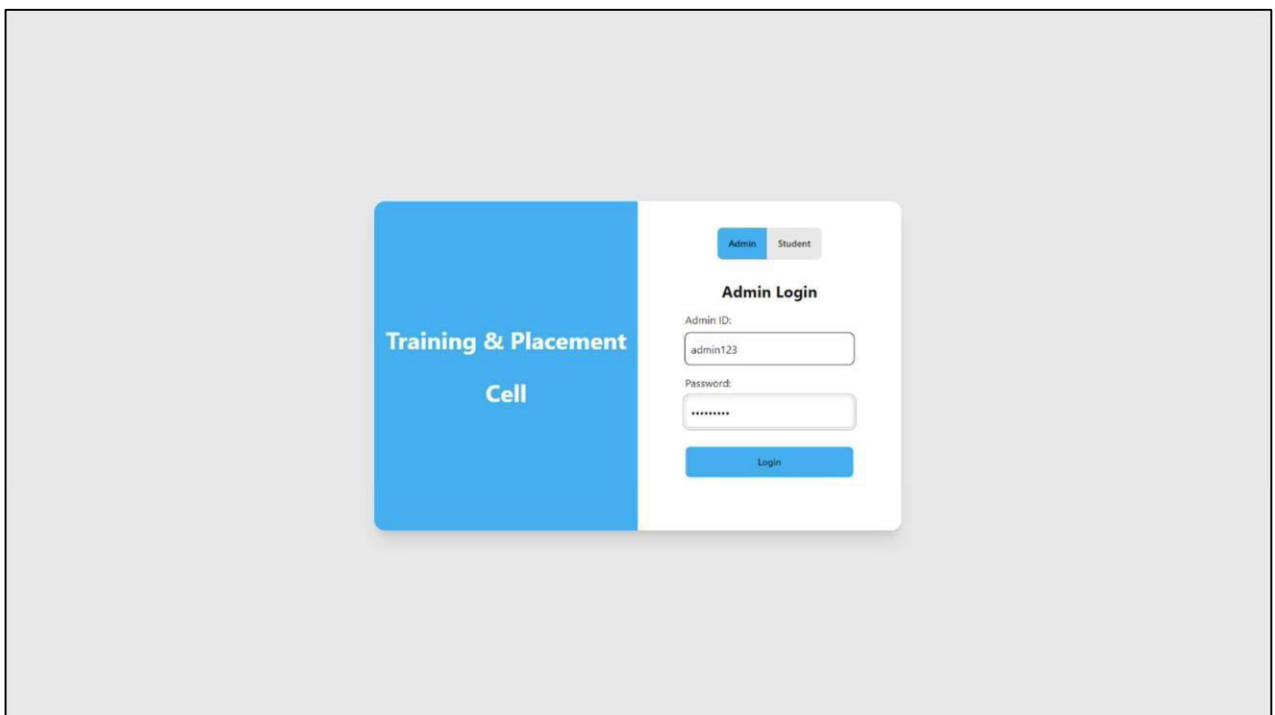 Training & Placement
Cell
Admin Student
Admin Login
Admin ID:
admin123
Password:
•••••••••
Login